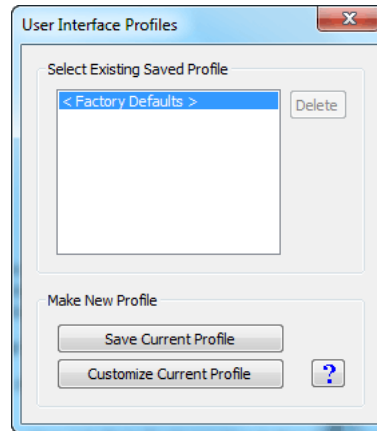 User Interface Profiles
Select Existing Saved Profile
< Factory Defaults >
Delete
Make New Profile
Save Current Profile
Customize Current Profile
?